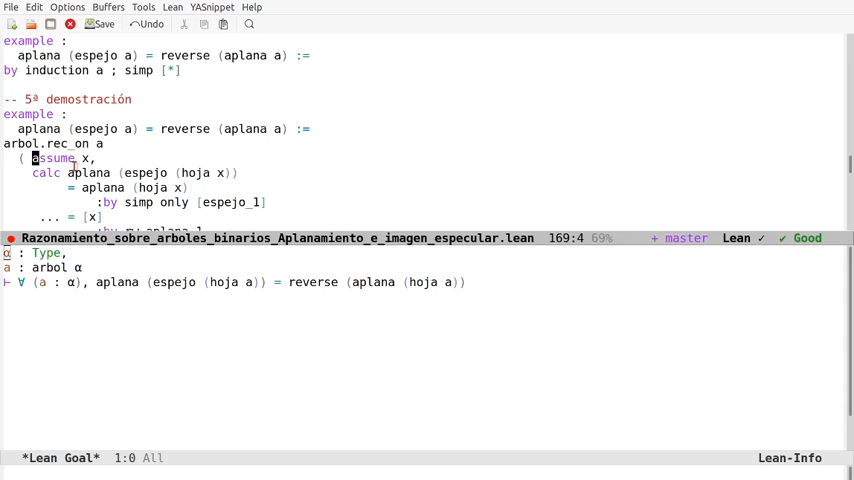 File Edit Options Buffers Tools Lean YASnippet Help
Save Undo
example :
aplana (espejo a) = reverse (aplana a) :=
by induction a ; simp [*]
-- 5ª demostración
example :
aplana (espejo a) = reverse (aplana a) :=
arbol.rec_on a
( assume x,
calc aplana (espejo (hoja x))
= aplana (hoja x)
:by simp only [espejo_1]
... = [x]
:by rw aplana_1
Razonamiento_sobre_arboles_binarios_Aplanamiento_e_imagen_especular.lean 169:4 69% + master Lean ✓ ✔ Good
α : Type,
a : arbol α
⊢ ∀ (a : α), aplana (espejo (hoja a)) = reverse (aplana (hoja a))
*Lean Goal* 1:0 All Lean-Info